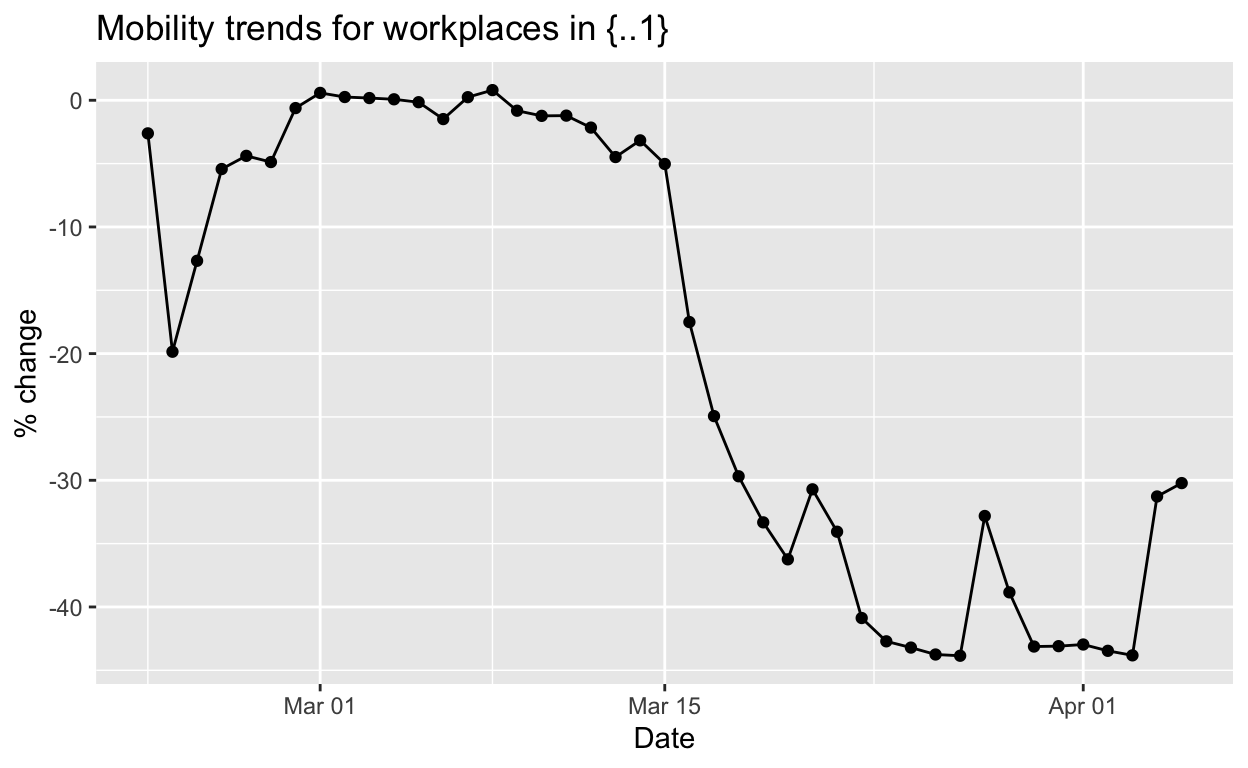 Mobility trends for workplaces in {..1}
% change
0
-10
-20
-30
-40
Mar 01 Mar 15 Apr 01
Date